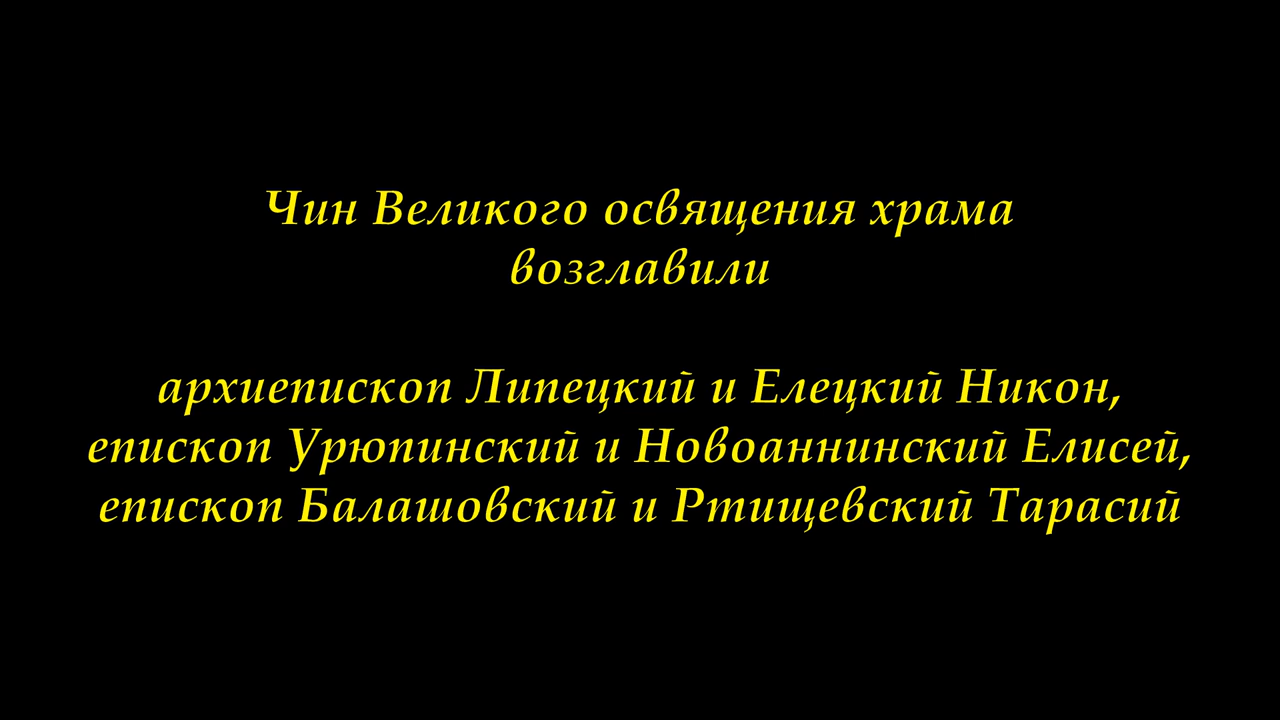 Чин Великого освящения храма
возглавили
архиепископ Липецкий и Елецкий Никон,
епископ Урюпинский и Новоаннинский Елисей,
епископ Балашовский и Ртищевский Тарасий